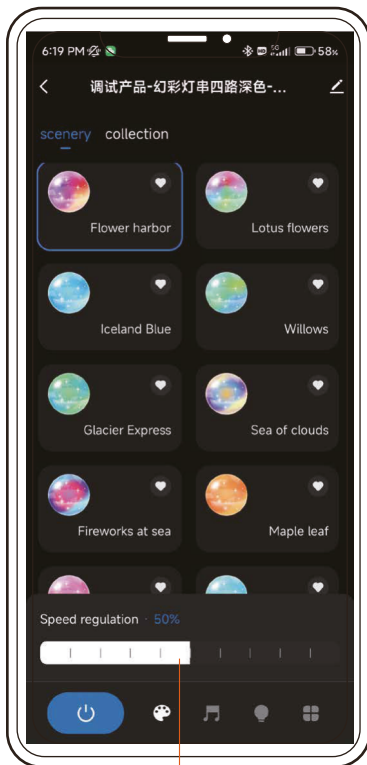 6:19 PM 5G 58%
调试产品-幻彩灯串四路深色-...
scenery collection
Flower harbor Lotus flowers
Iceland Blue Willows
Glacier Express Sea of clouds
Fireworks at sea Maple leaf
Speed regulation · 50%